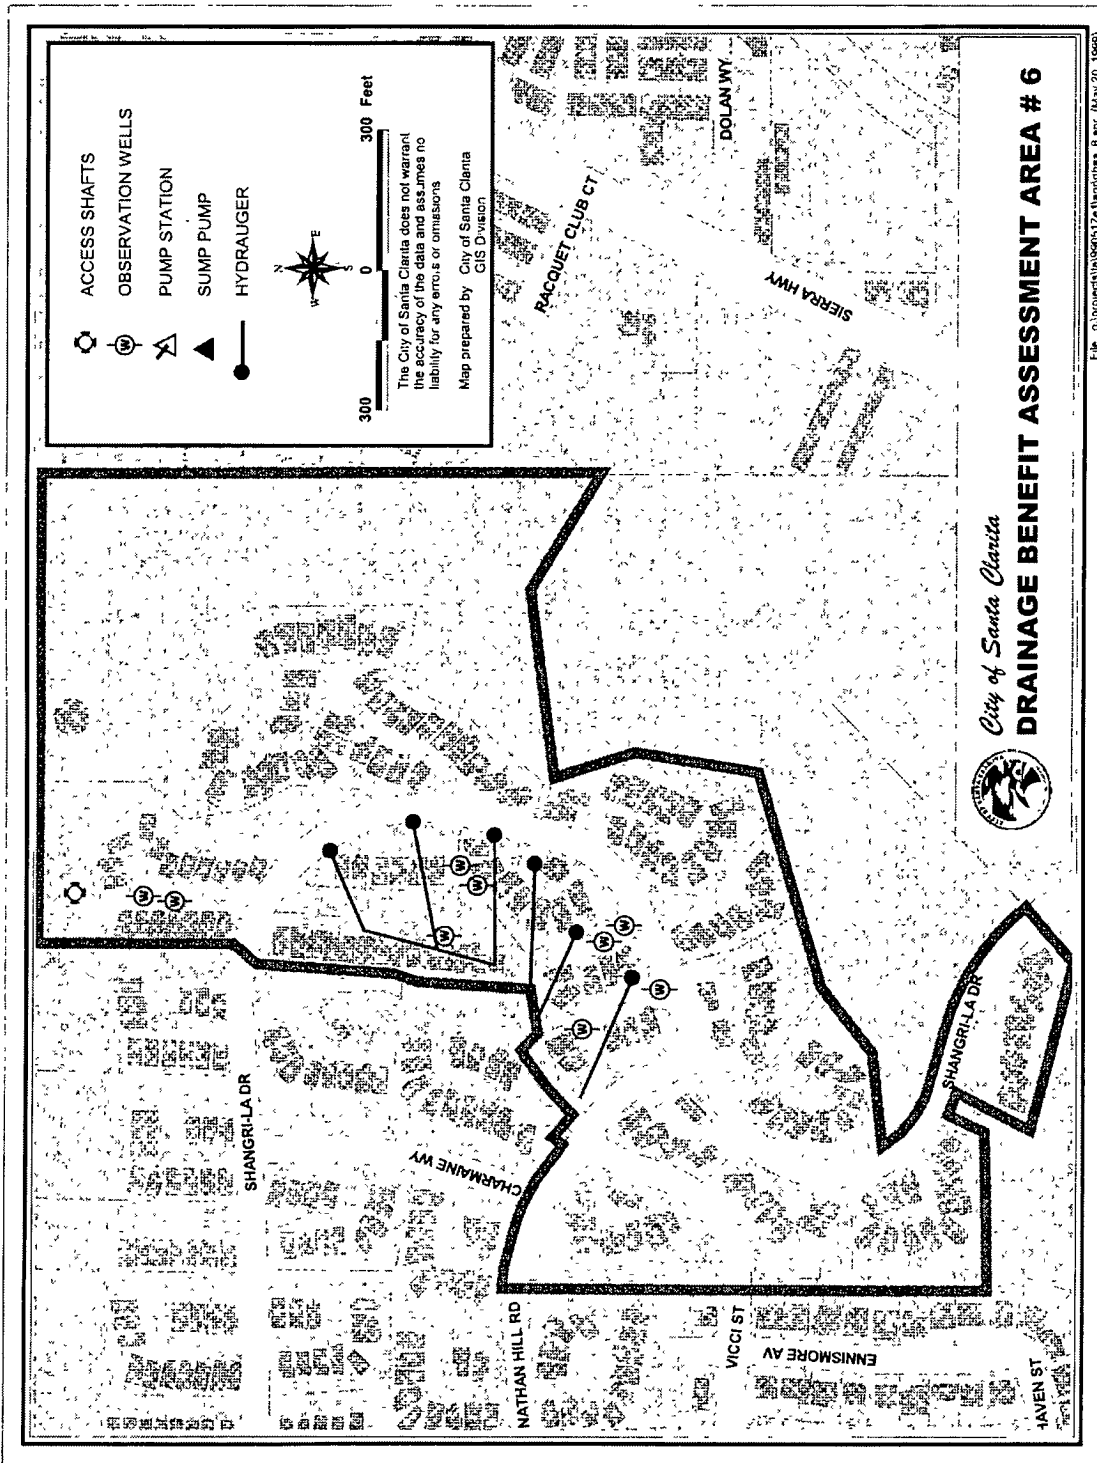 ACCESS SHAFTS
OBSERVATION WELLS
PUMP STATION
SUMP PUMP
HYDRAUGER
N
W
E
S
300
0
300 Feet
The City of Santa Clarita does not warrant
the accuracy of the data and assumes no
liability for any errors or omissions
Map prepared by City of Santa Clarita
GIS Division
DOLAN WY
RACQUET CLUB CT
SIERRA HWY
SHANGRI-LA DR
CHARMAINE WY
NATHAN HILL RD
VICCI ST
ENNISMORE AV
SHANGRI-LA DR
HAVEN ST
W
W
W
W
W
W
W
W
W
W
City of Santa Clarita
DRAINAGE BENEFIT ASSESSMENT AREA # 6